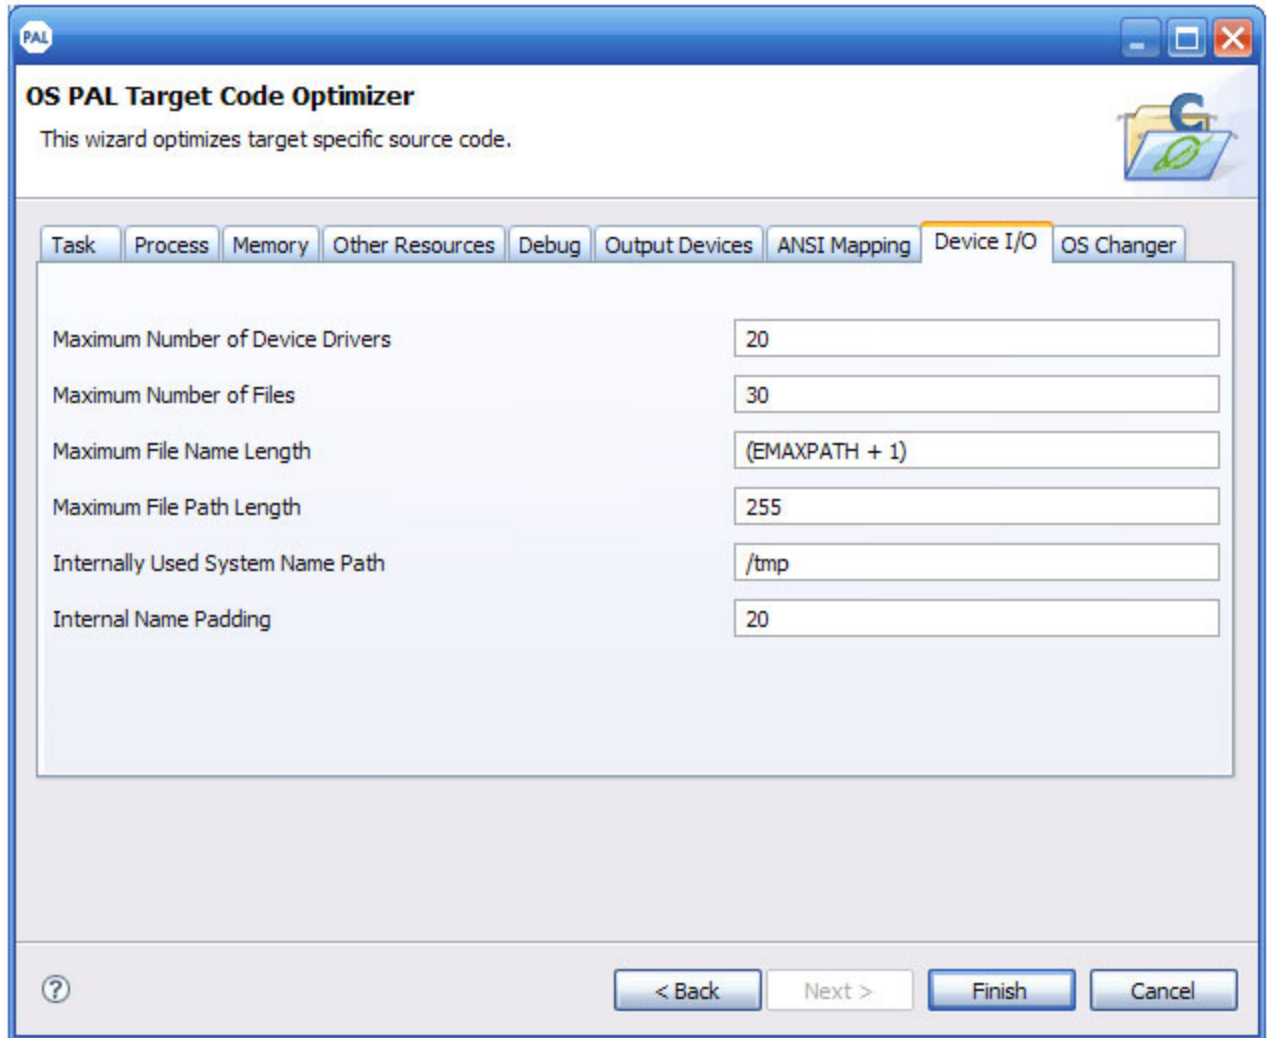 PAL
OS PAL Target Code Optimizer
This wizard optimizes target specific source code.
C
Task Process Memory Other Resources Debug Output Devices ANSI Mapping Device I/O OS Changer
Maximum Number of Device Drivers 20
Maximum Number of Files 30
Maximum File Name Length (EMAXPATH + 1)
Maximum File Path Length 255
Internally Used System Name Path /tmp
Internal Name Padding 20
? < Back Next > Finish Cancel